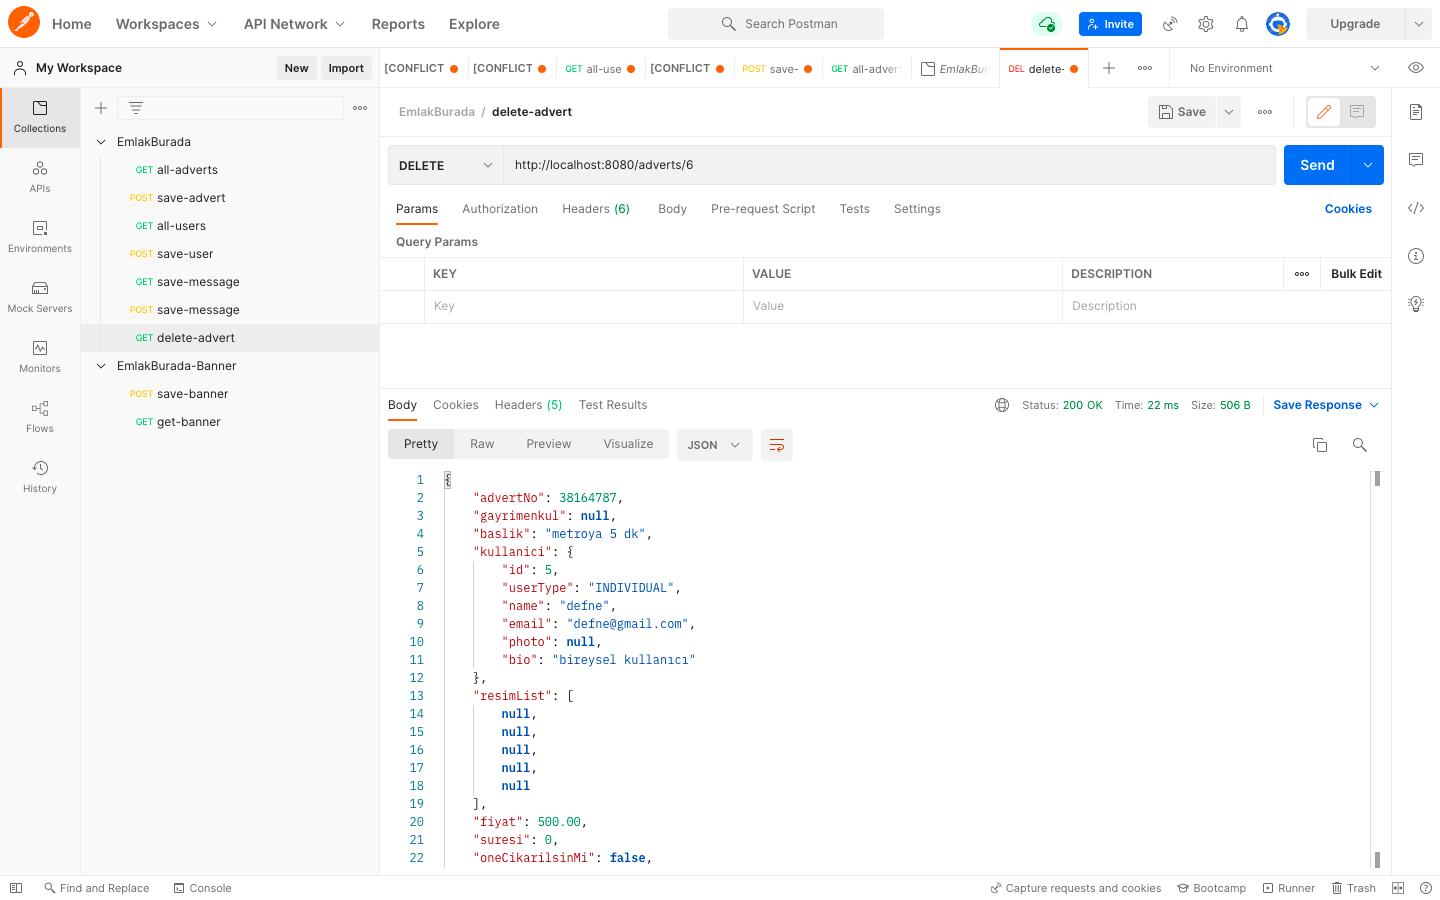 Home
Workspaces
API Network
Reports
Explore
Search Postman
Invite
Upgrade
My Workspace
New
Import
[CONFLICT
[CONFLICT
GET all-use
[CONFLICT
POST save-
GET all-adver
EmlakBur
DEL delete-
No Environment
Collections
APIs
Environments
Mock Servers
Monitors
Flows
History
EmlakBurada
GET all-adverts
POST save-advert
GET all-users
POST save-user
GET save-message
POST save-message
GET delete-advert
EmlakBurada-Banner
POST save-banner
GET get-banner
EmlakBurada / delete-advert
Save
DELETE
http://localhost:8080/adverts/6
Send
Params
Authorization
Headers (6)
Body
Pre-request Script
Tests
Settings
Cookies
Query Params
KEY
VALUE
DESCRIPTION
Bulk Edit
Key
Value
Description
Body
Cookies
Headers (5)
Test Results
Status: 200 OK
Time: 22 ms
Size: 506 B
Save Response
Pretty
Raw
Preview
Visualize
JSON
1 {
2 "advertNo": 38164787,
3 "gayrimenkul": null,
4 "baslik": "metroya 5 dk",
5 "kullanici": {
6 "id": 5,
7 "userType": "INDIVIDUAL",
8 "name": "defne",
9 "email": "defne@gmail.com",
10 "photo": null,
11 "bio": "bireysel kullanıcı"
12 },
13 "resimList": [
14 null,
15 null,
16 null,
17 null,
18 null
19 ],
20 "fiyat": 500.00,
21 "suresi": 0,
22 "oneCikarilsinMi": false,
Find and Replace
Console
Capture requests and cookies
Bootcamp
Runner
Trash